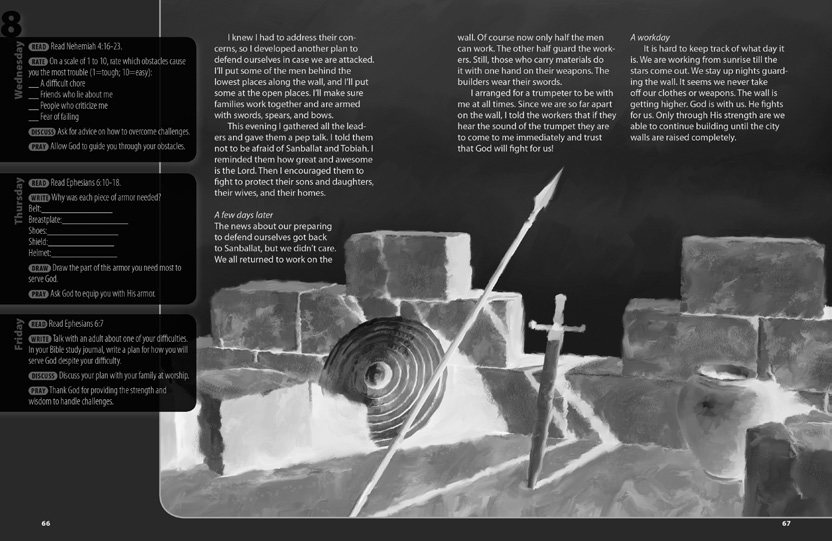 8
Wednesday
READ Read Nehemiah 4:16-23.
RATE On a scale of 1 to 10, rate which obstacles cause
you the most trouble (1=tough; 10=easy):
__ A difficult chore
__ Friends who lie about me
__ People who criticize me
__ Fear of failing
DISCUSS Ask for advice on how to overcome challenges.
PRAY Allow God to guide you through your obstacles.
Thursday
READ Read Ephesians 6:10-18.
WRITE Why was each piece of armor needed?
Belt:
Breastplate:
Shoes:
Shield:
Helmet:
DRAW Draw the part of this armor you need most to
serve God.
PRAY Ask God to equip you with His armor.
Friday
READ Read Ephesians 6:7
WRITE Talk with an adult about one of your difficulties.
In your Bible study journal, write a plan for how you will
serve God despite your difficulty.
DISCUSS Discuss your plan with your family at worship.
PRAY Thank God for providing the strength and
wisdom to handle challenges.
66
I knew I had to address their con-
cerns, so I developed another plan to
defend ourselves in case we are attacked.
I'll put some of the men behind the
lowest places along the wall, and I'll put
some at the open places. I'll make sure
families work together and are armed
with swords, spears, and bows.
This evening I gathered all the lead-
ers and gave them a pep talk. I told them
not to be afraid of Sanballat and Tobiah. I
reminded them how great and awesome
is the Lord. Then I encouraged them to
fight to protect their sons and daughters,
their wives, and their homes.
A few days later
The news about our preparing
to defend ourselves got back
to Sanballat, but we didn't care.
We all returned to work on the
wall. Of course now only half the men
can work. The other half guard the work-
ers. Still, those who carry materials do
it with one hand on their weapons. The
builders wear their swords.
I arranged for a trumpeter to be with
me at all times. Since we are so far apart
on the wall, I told the workers that if they
hear the sound of the trumpet they are
to come to me immediately and trust
that God will fight for us!
A workday
It is hard to keep track of what day it
is. We are working from sunrise till the
stars come out. We stay up nights guard-
ing the wall. It seems we never take
off our clothes or weapons. The wall is
getting higher. God is with us. He fights
for us. Only through His strength are we
able to continue building until the city
walls are raised completely.
67